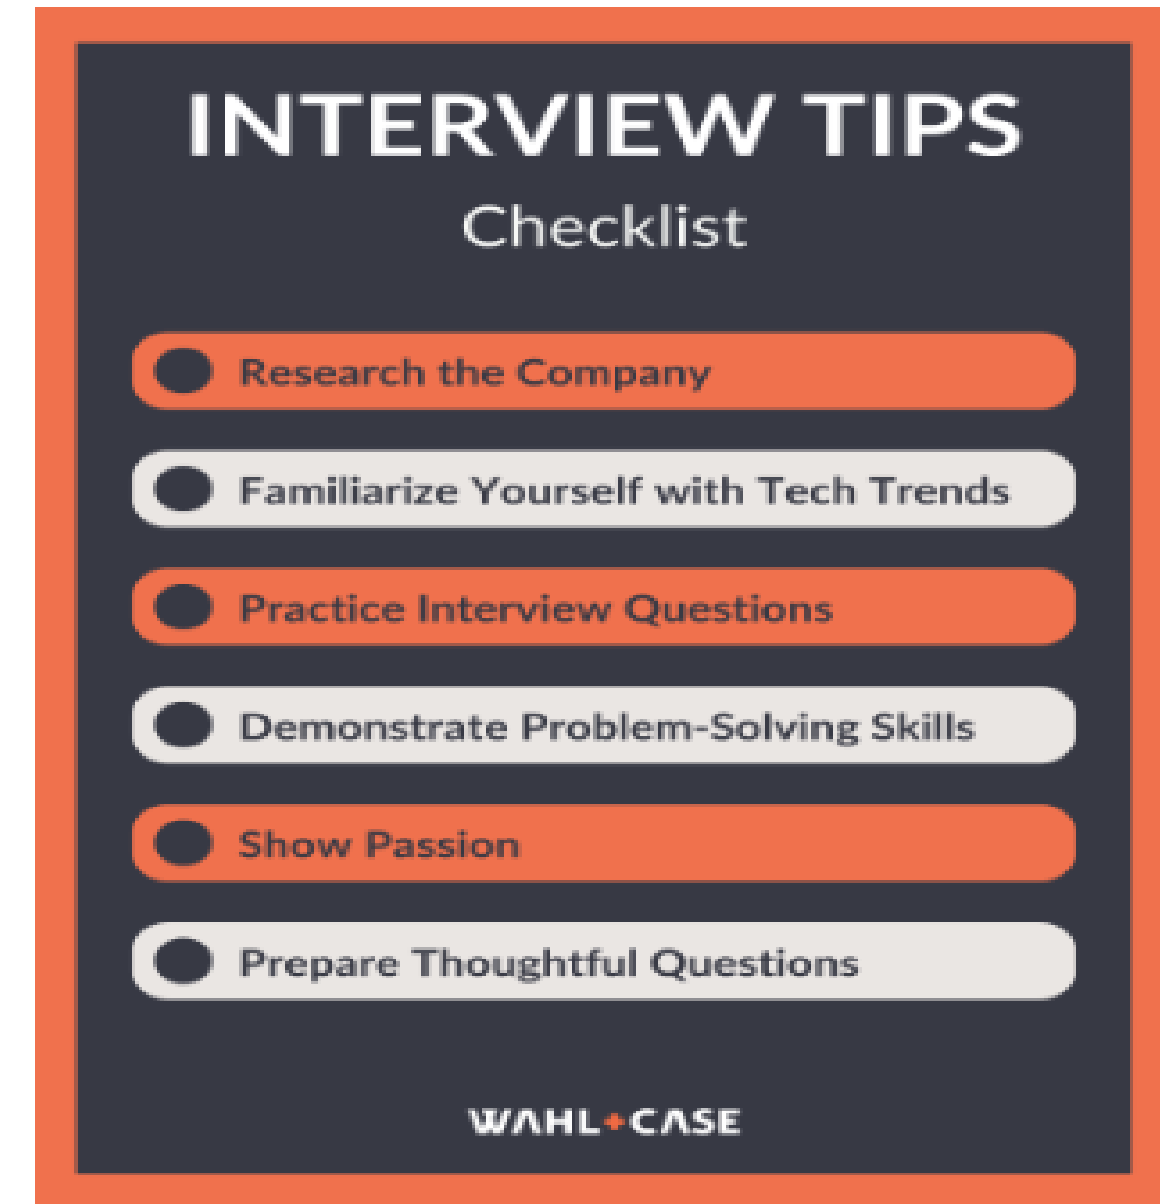 INTERVIEW TIPS
Checklist
Research the Company
Familiarize Yourself with Tech Trends
Practice Interview Questions
Demonstrate Problem-Solving Skills
Show Passion
Prepare Thoughtful Questions
WAHL+CASE